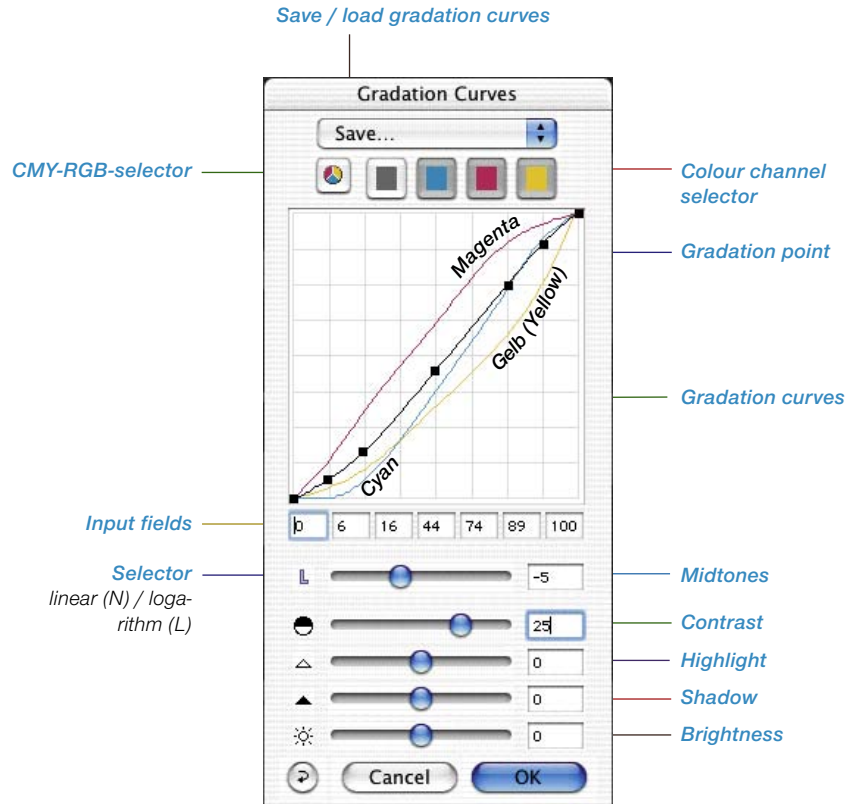 Save / load gradation curves
Gradation Curves
Save...
CMY-RGB-selector
Colour channel
selector
Magenta
Gradation point
Gelb (Yellow)
Gradation curves
Cyan
Input fields
0 6 16 44 74 89 100
Selector
linear (N) / loga-
rithm (L)
L
-5
Midtones
25
Contrast
0
Highlight
0
Shadow
0
Brightness
Cancel
OK